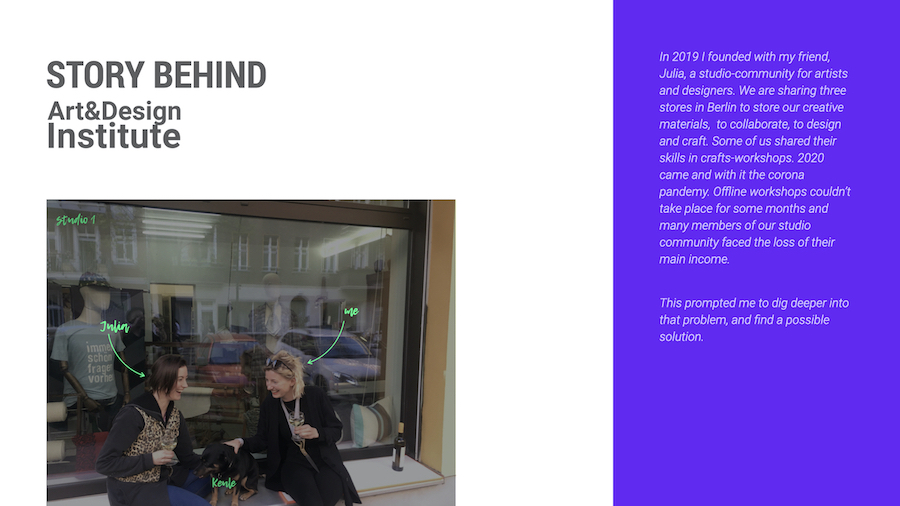 STORY BEHIND
Art&Design
Institute
In 2019 I founded with my friend,
Julia, a studio-community for artists
and designers. We are sharing three
stores in Berlin to store our creative
materials,  to collaborate, to design
and craft. Some of us shared their
skills in crafts-workshops. 2020
came and with it the corona
pandemy. Offline workshops couldn't
take place for some months and
many members of our studio
community faced the loss of their
main income.
This prompted me to dig deeper into
that problem, and find a possible
solution.
studio 1
me
Julia
immer
schön
fragen
vorher
Keule